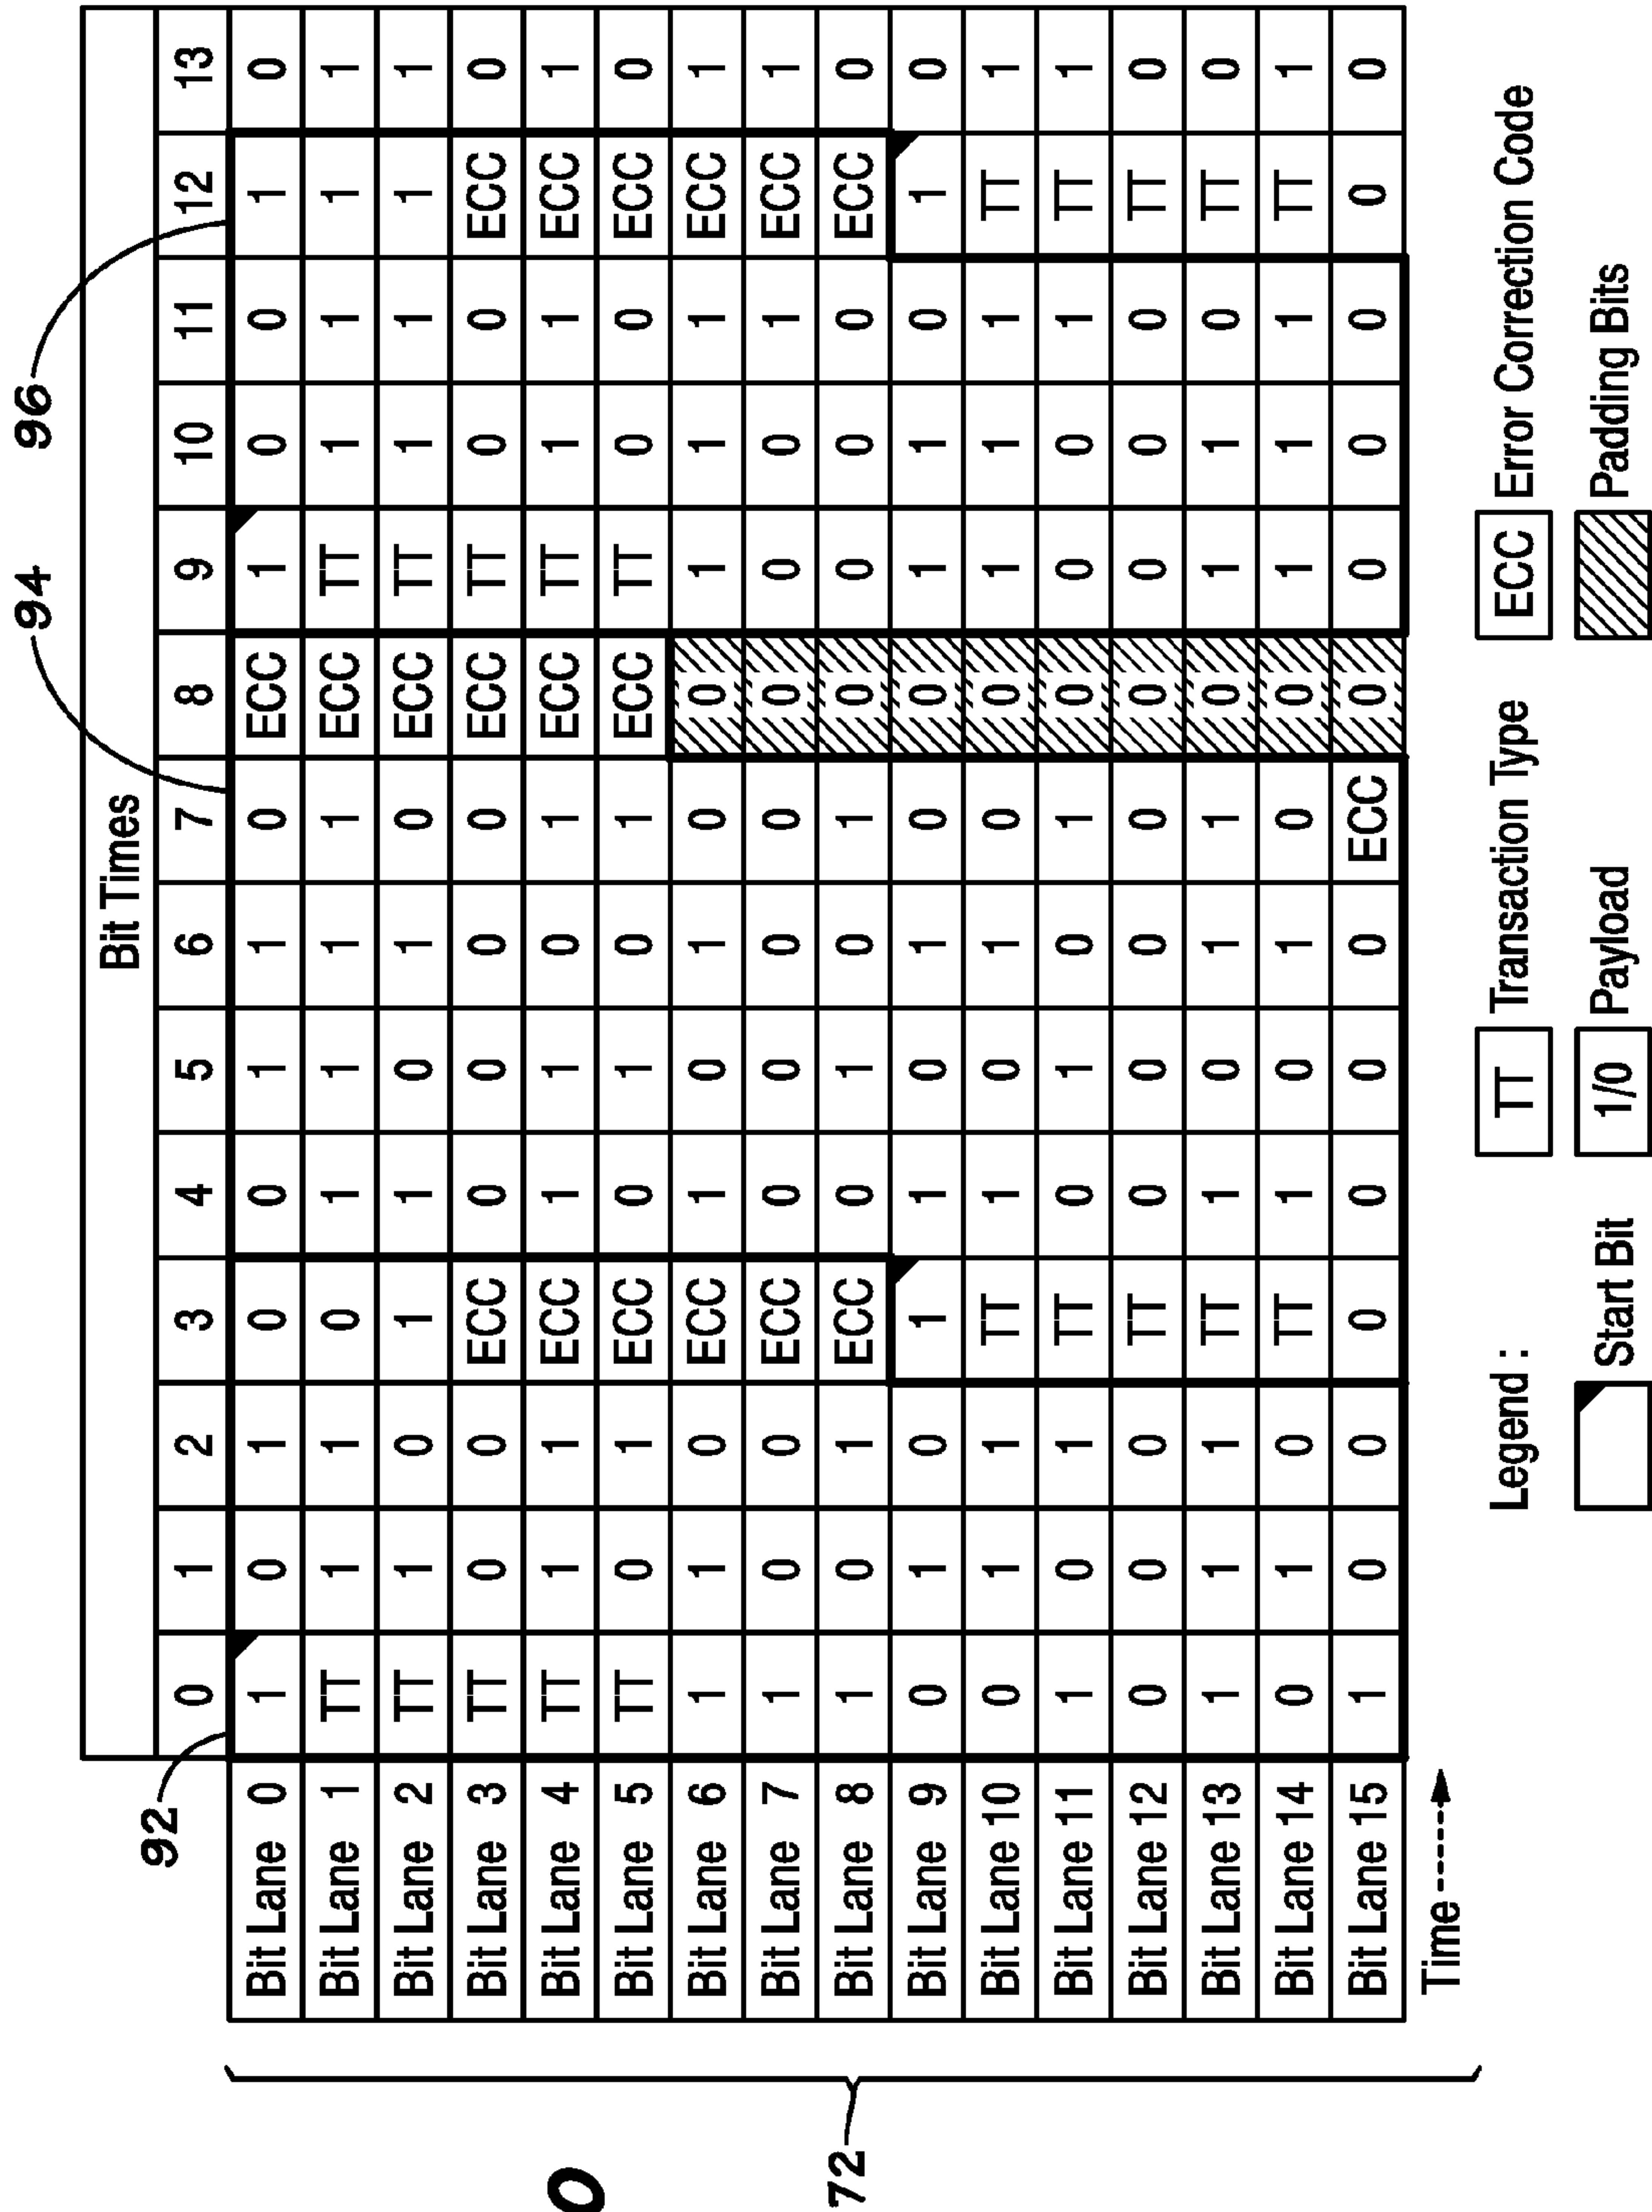 92 94 96
Bit Times
0 1 2 3 4 5 6 7 8 9 10 11 12 13
Bit Lane 0 1 0 1 0 0 1 1 0 ECC 1 0 0 1 0
Bit Lane 1 TT 1 1 0 1 1 1 1 ECC TT 1 1 1 1
Bit Lane 2 TT 1 0 1 1 0 1 0 ECC TT 1 1 1 1
Bit Lane 3 TT 0 0 ECC 0 0 0 0 ECC TT 0 0 ECC 0
Bit Lane 4 TT 1 1 ECC 1 1 0 1 ECC TT 1 1 ECC 1
Bit Lane 5 TT 0 1 ECC 0 1 0 1 ECC TT 0 0 ECC 0
Bit Lane 6 1 1 0 ECC 1 0 1 0 0 1 1 1 ECC 1
Bit Lane 7 1 0 0 ECC 0 0 0 0 0 0 0 1 ECC 1
Bit Lane 8 1 0 1 ECC 0 1 0 1 0 0 0 0 ECC 0
Bit Lane 9 0 1 0 1 1 0 1 0 0 1 1 0 1 0
Bit Lane 10 0 1 1 TT 1 0 1 0 0 1 1 1 TT 1
Bit Lane 11 1 0 1 TT 0 1 0 1 0 0 0 1 TT 1
Bit Lane 12 0 0 0 TT 0 0 0 0 0 0 0 0 TT 0
Bit Lane 13 1 1 1 TT 1 0 1 1 0 1 1 0 TT 0
Bit Lane 14 0 1 0 TT 1 0 1 0 0 1 1 1 TT 1
Bit Lane 15 1 0 0 0 0 0 0 ECC 0 0 0 0 0 0
0
72
Time
Legend : TT Transaction Type ECC Error Correction Code
Start Bit 1/0 Payload Padding Bits